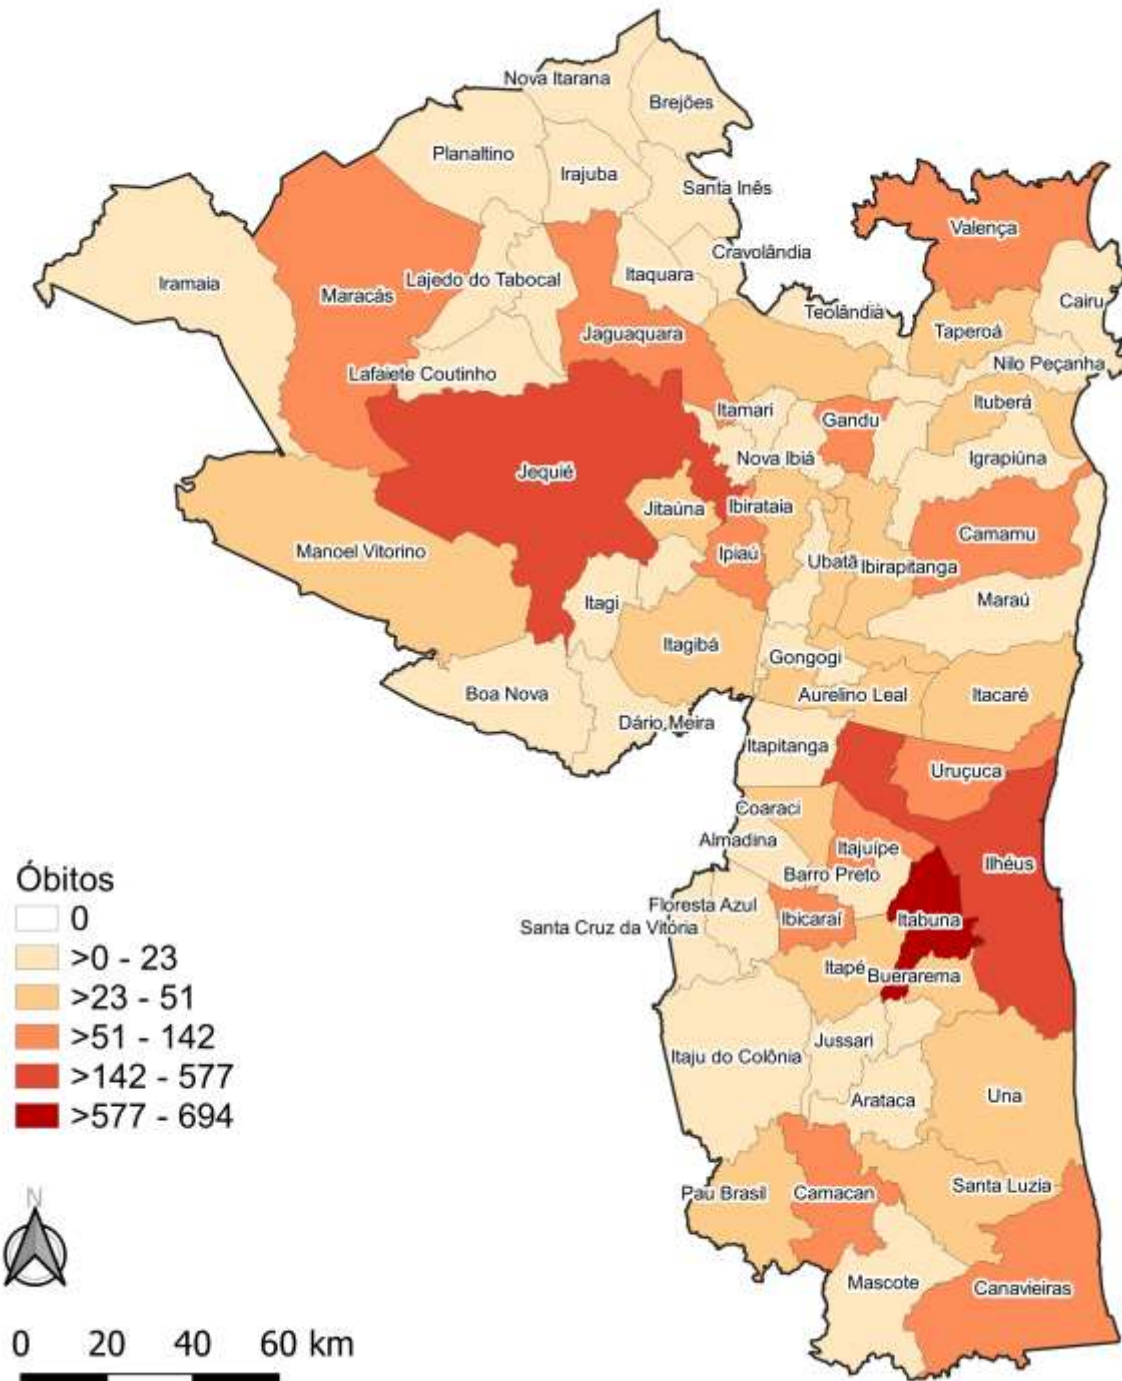 Nova Itarana
Brejões
Planaltino
Irajuba
Santa Inês
Valença
Cravolândia
Itaquara
Lajedo do Tabocal
Iramaia
Maracás
Cairu
Teolândia
Taperoá
Jaguaquara
Nilo Peçanha
Lafaiete Coutinho
Ituberá
Itamari
Gandu
Nova Ibiá
Igrapiúna
Jequié
Jitaúna
Ibirataia
Camamu
Manoel Vitorino
Ipiaú
Ubatã
Ibirapitanga
Maraú
Itagi
Itagibá
Gongogi
Boa Nova
Aurelino Leal
Itacaré
Dário Meira
Itapitanga
Uruçuca
Coaraci
Almadina
Itajuípe
Ilhéus
Barro Preto
Floresta Azul
Ibicaraí
Itabuna
Santa Cruz da Vitória
Itapé
Buerarema
Jussari
Itaju do Colônia
Una
Arataca
Pau Brasil
Camacan
Santa Luzia
Mascote
Canavieiras
Óbitos
0
>0 - 23
>23 - 51
>51 - 142
>142 - 577
>577 - 694
N
0 20 40 60 km